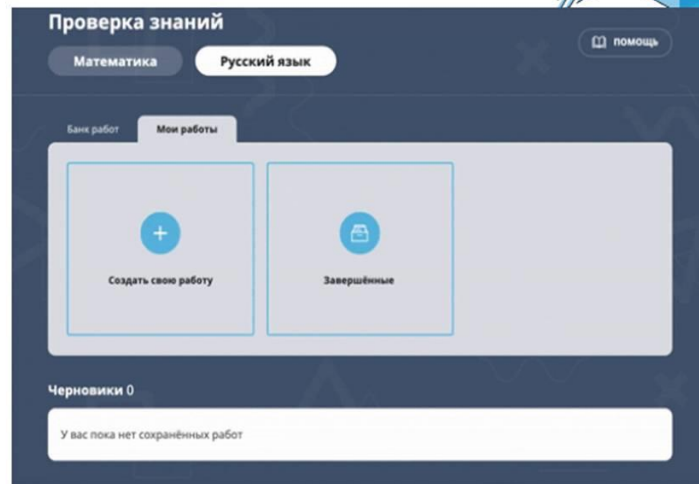 Проверка знаний
помощь
Математика
Русский язык
Банк работ
Мои работы
Создать свою работу
Завершённые
Черновики 0
У вас пока нет сохранённых работ